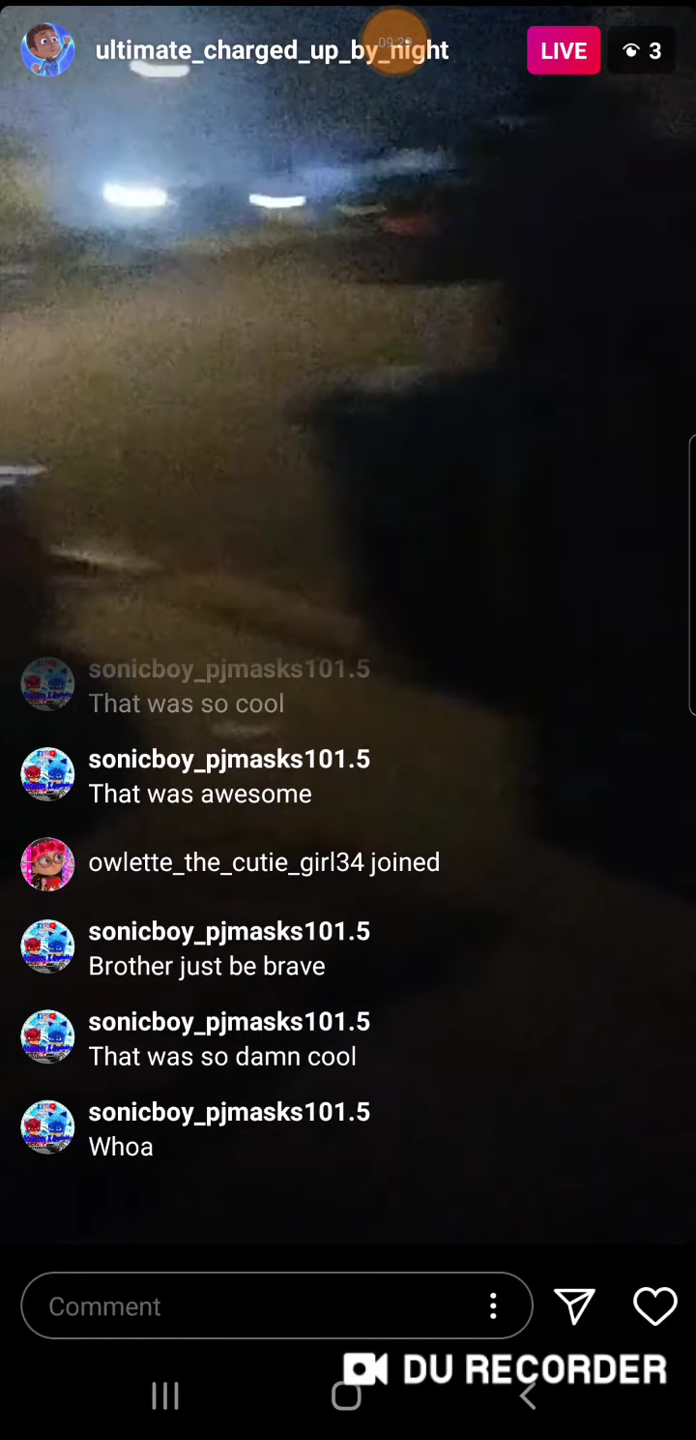 ultimate_charged_up_by_night
LIVE
3
sonicboy_pjmasks101.5
That was so cool
sonicboy_pjmasks101.5
That was awesome
owlette_the_cutie_girl34 joined
sonicboy_pjmasks101.5
Brother just be brave
sonicboy_pjmasks101.5
That was so damn cool
sonicboy_pjmasks101.5
Whoa
Comment
DU RECORDER